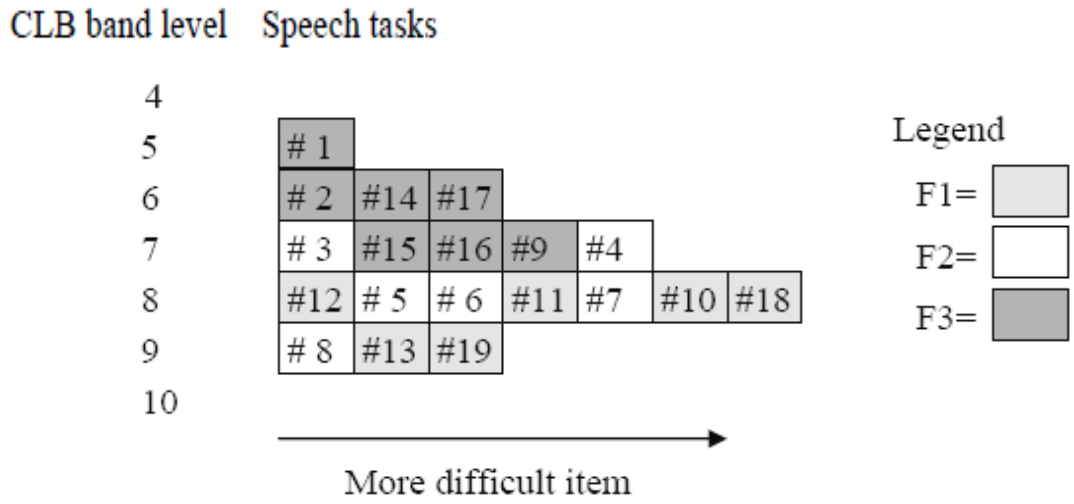 CLB band level Speech tasks
4
5 # 1
Legend
6 # 2 #14 #17
F1=
7 # 3 #15 #16 #9 #4
F2=
8 #12 # 5 # 6 #11 #7 #10 #18
F3=
9 # 8 #13 #19
10
More difficult item